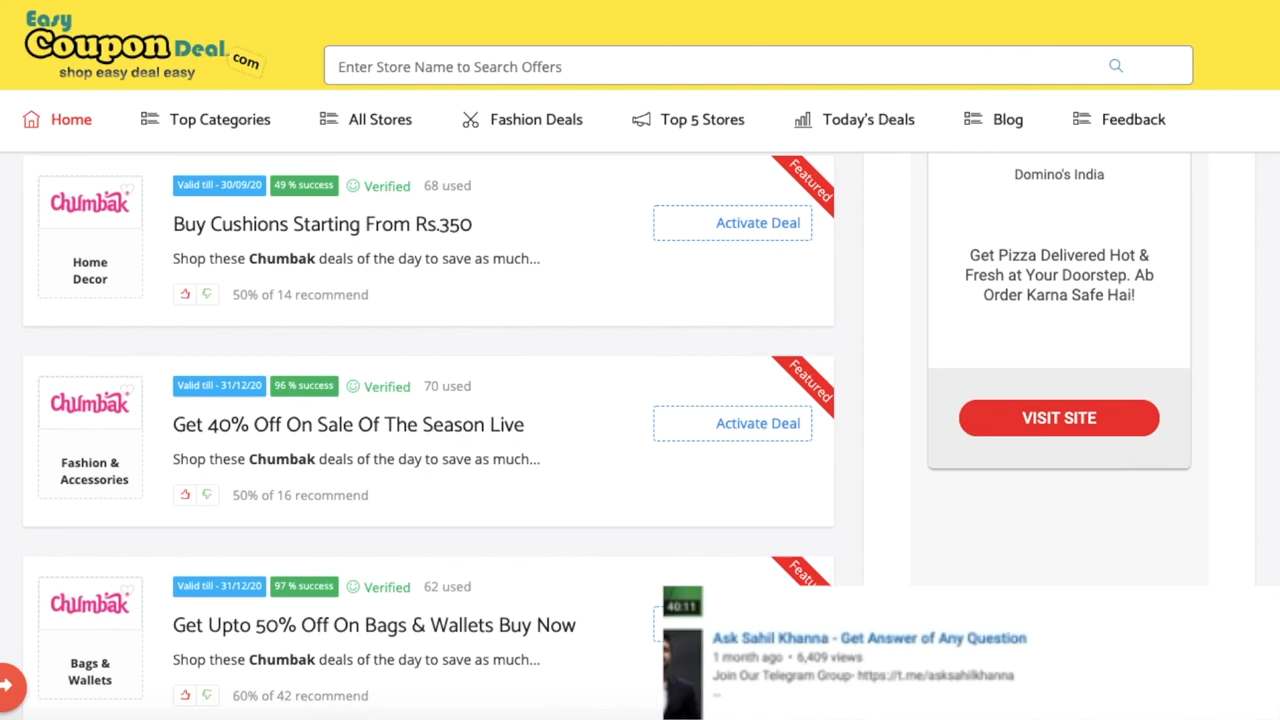 Easy
Coupon Deal.com
shop easy deal easy
Enter Store Name to Search Offers
Home
Top Categories
All Stores
Fashion Deals
Top 5 Stores
Today's Deals
Blog
Feedback
Chumbak
Home
Decor
Valid till - 30/09/20
49 % success
Verified
68 used
Buy Cushions Starting From Rs.350
Shop these Chumbak deals of the day to save as much...
50% of 14 recommend
Featured
Activate Deal
Chumbak
Fashion &
Accessories
Valid till - 31/12/20
96 % success
Verified
70 used
Get 40% Off On Sale Of The Season Live
Shop these Chumbak deals of the day to save as much...
50% of 16 recommend
Featured
Activate Deal
Chumbak
Bags &
Wallets
Valid till - 31/12/20
97 % success
Verified
62 used
Get Upto 50% Off On Bags & Wallets Buy Now
Shop these Chumbak deals of the day to save as much...
60% of 42 recommend
Featu
Domino's India
Get Pizza Delivered Hot &
Fresh at Your Doorstep. Ab
Order Karna Safe Hai!
VISIT SITE
40:11
Ask Sahil Khanna - Get Answer of Any Question
1 month ago • 6,409 views
Join Our Telegram Group- https://t.me/asksahilkhanna
...